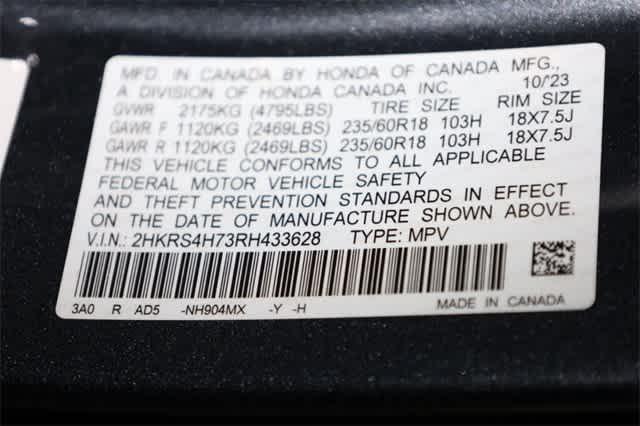 MFD. IN CANADA BY HONDA OF CANADA MFG.,
A DIVISION OF HONDA CANADA INC. 10/23
GVWR 2175KG (4795LBS) TIRE SIZE RIM SIZE
GAWR F 1120KG (2469LBS) 235/60R18 103H 18X7.5J
GAWR R 1120KG (2469LBS) 235/60R18 103H 18X7.5J
THIS VEHICLE CONFORMS TO ALL APPLICABLE
FEDERAL MOTOR VEHICLE SAFETY
AND THEFT PREVENTION STANDARDS IN EFFECT
ON THE DATE OF MANUFACTURE SHOWN ABOVE.
V.I.N.: 2HKRS4H73RH433628 TYPE: MPV
3A0 R AD5 -NH904MX -Y -H MADE IN CANADA